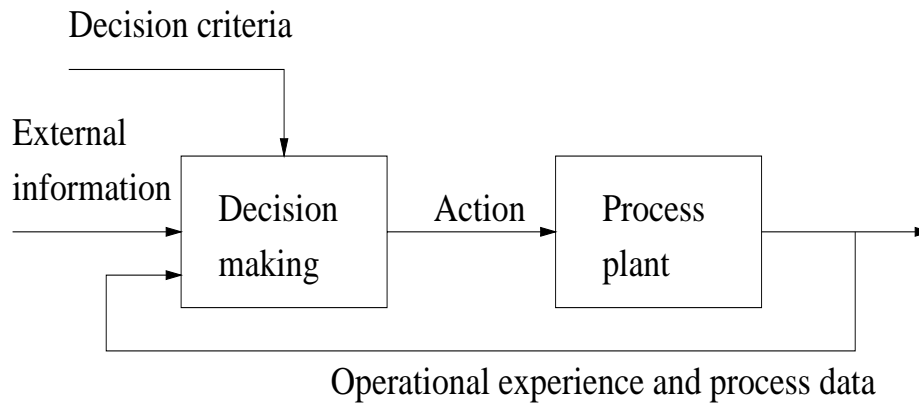 Decision criteria
External
information
Decision
making
Action
Process
plant
Operational experience and process data